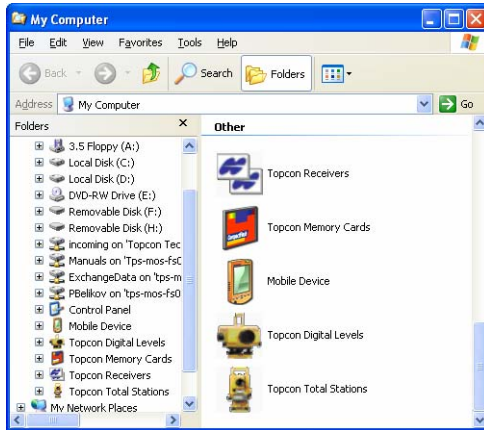 My Computer
File Edit View Favorites Tools Help
Back Search Folders
Address My Computer Go
Folders
3.5 Floppy (A:)
Local Disk (C:)
Local Disk (D:)
DVD-RW Drive (E:)
Removable Disk (F:)
Removable Disk (H:)
incoming on 'Topcon Tec
Manuals on 'Tps-mos-fs0
ExchangeData on 'tps-m
PBelikov on 'tps-mos-fs0
Control Panel
Mobile Device
Topcon Digital Levels
Topcon Memory Cards
Topcon Receivers
Topcon Total Stations
My Network Places
Other
Topcon Receivers
Topcon Memory Cards
Mobile Device
Topcon Digital Levels
Topcon Total Stations